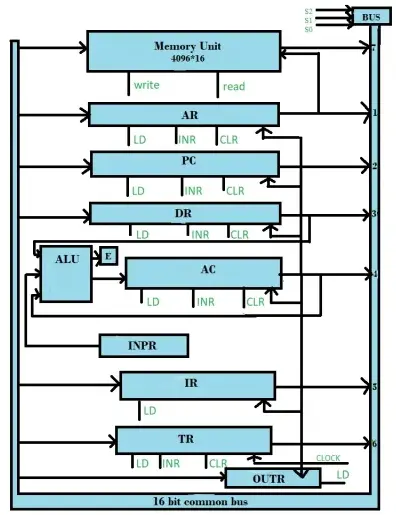 S2
S1
S0
BUS
Memory Unit
4096*16
7
write
read
AR
1
LD
INR
CLR
PC
2
LD
INR
CLR
DR
3
LD
INR
CLR
ALU
E
AC
4
LD
INR
CLR
INPR
IR
5
LD
TR
6
LD
INR
CLR
CLOCK
OUTR
LD
16 bit common bus